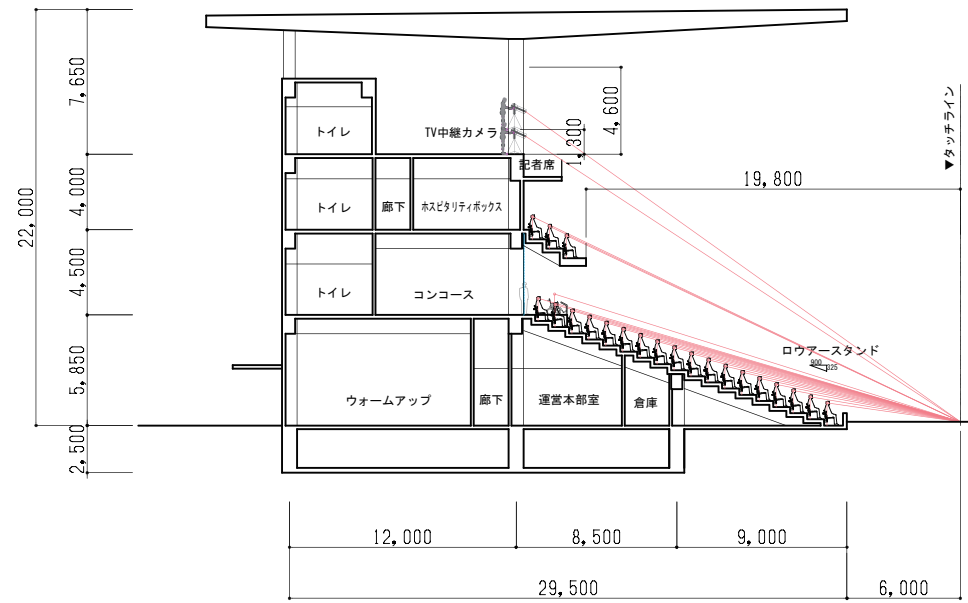 7,650
4,600
1,300
▼タッチライン
トイレ
TV中継カメラ
記者席
19,800
22,000
4,000
トイレ
廊下
ホスピタリティボックス
4,500
トイレ
コンコース
ロウアースタンド
900
325
5,850
ウォームアップ
廊下
運営本部室
倉庫
2,500
12,000
8,500
9,000
29,500
6,000